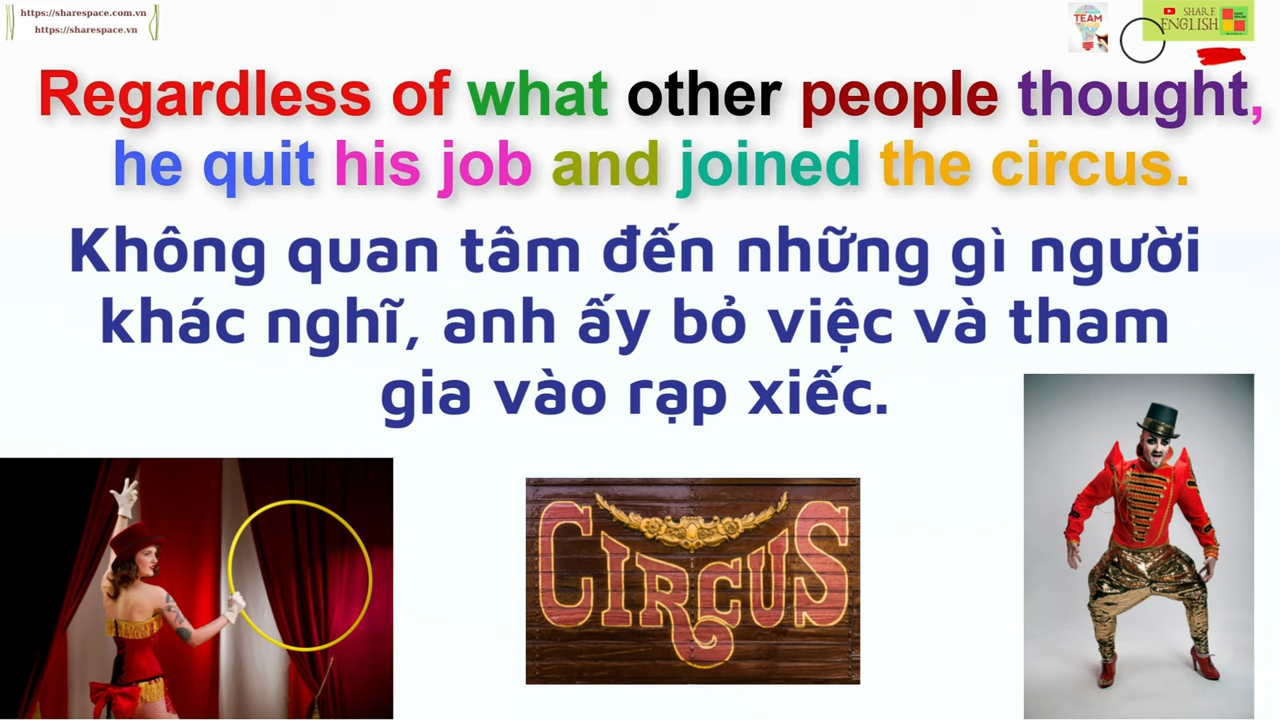 https://sharespace.com.vn
https://sharespace.vn
TEAM
SHARE
ENGLISH
Regardless of what other people thought,
he quit his job and joined the circus.
Không quan tâm đến những gì người
khác nghĩ, anh ấy bỏ việc và tham
gia vào rạp xiếc.
CIRCUS